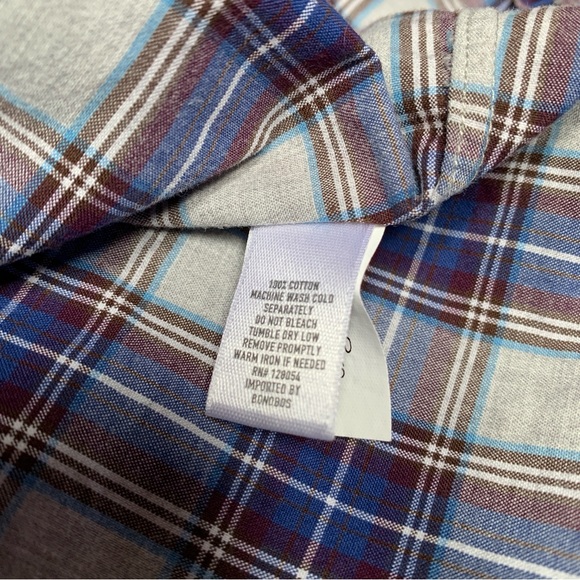 100% COTTON
MACHINE WASH COLD
SEPARATELY
DO NOT BLEACH
TUMBLE DRY LOW
REMOVE PROMPTLY
WARM IRON IF NEEDED
RN# 128054
IMPORTED BY
BONOBOS